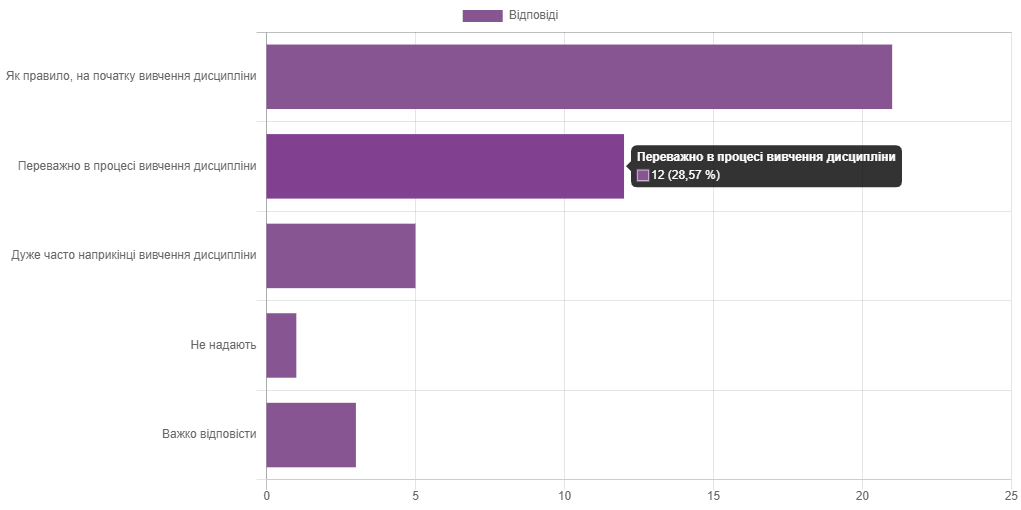 Відповіді
Як правило, на початку вивчення дисципліни
Переважно в процесі вивчення дисципліни
Переважно в процесі вивчення дисципліни
12 (28,57 %)
Дуже часто наприкінці вивчення дисципліни
Не надають
Важко відповісти
0 5 10 15 20 25